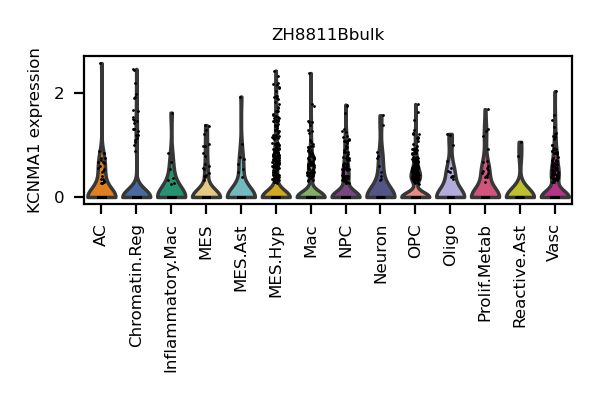 ZH8811Bbulk
KCNMA1 expression
2
0
AC
Chromatin.Reg
Inflammatory.Mac
MES
MES.Ast
MES.Hyp
Mac
NPC
Neuron
OPC
Oligo
Prolif.Metab
Reactive.Ast
Vasc